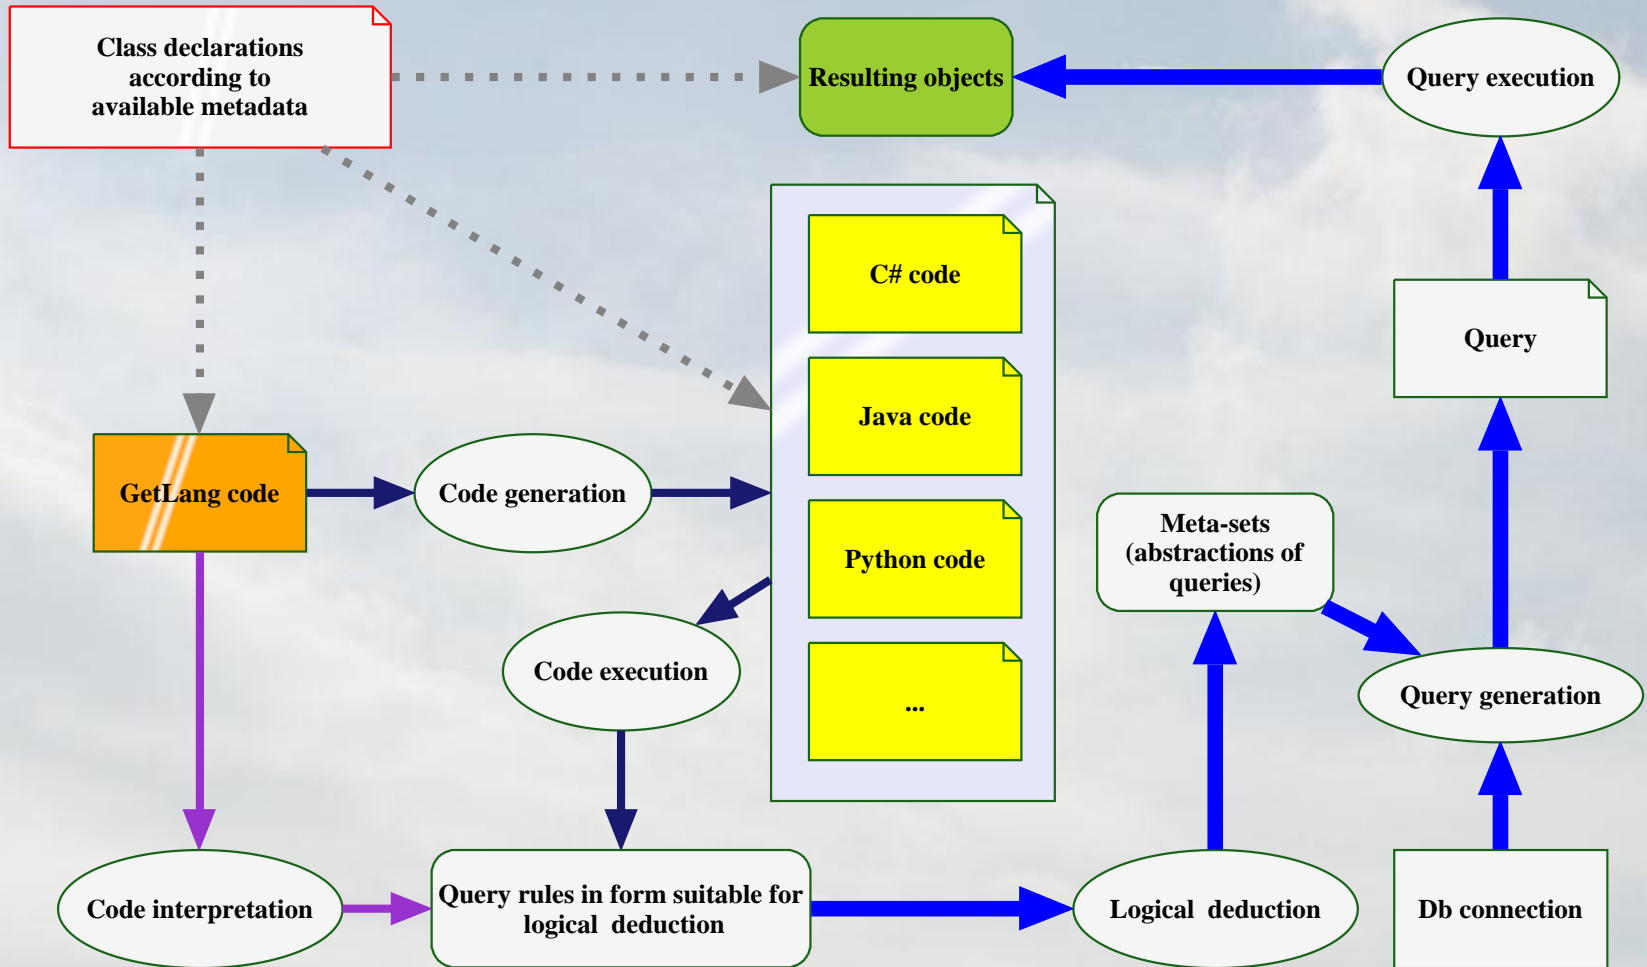 Class declarations
according to
available metadata
Resulting objects
Query execution
C# code
Query
Java code
GetLang code
Code generation
Meta-sets
(abstractions of
queries)
Python code
Code execution
Query generation
...
Code interpretation
Query rules in form suitable for
logical deduction
Logical deduction
Db connection